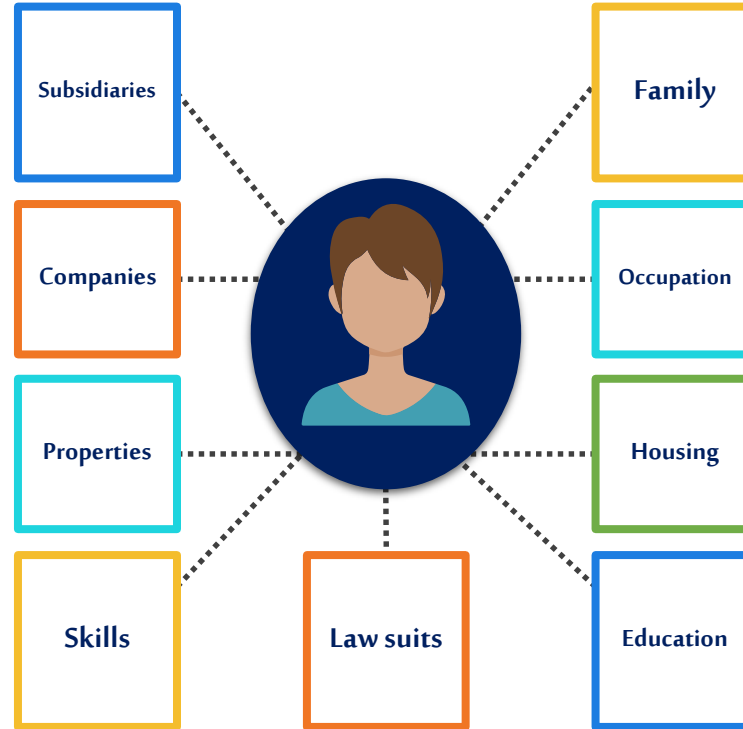 Subsidiaries
Family
Companies
Occupation
Properties
Housing
Skills
Law suits
Education